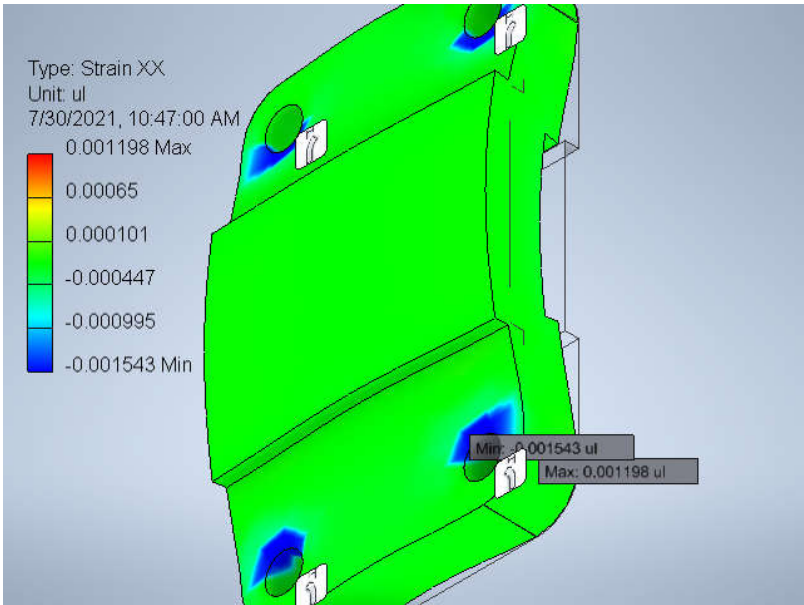 Type: Strain XX
Unit: ul
7/30/2021, 10:47:00 AM
0.001198 Max
0.00065
0.000101
-0.000447
-0.000995
-0.001543 Min
Min: -0.001543 ul
Max: 0.001198 ul